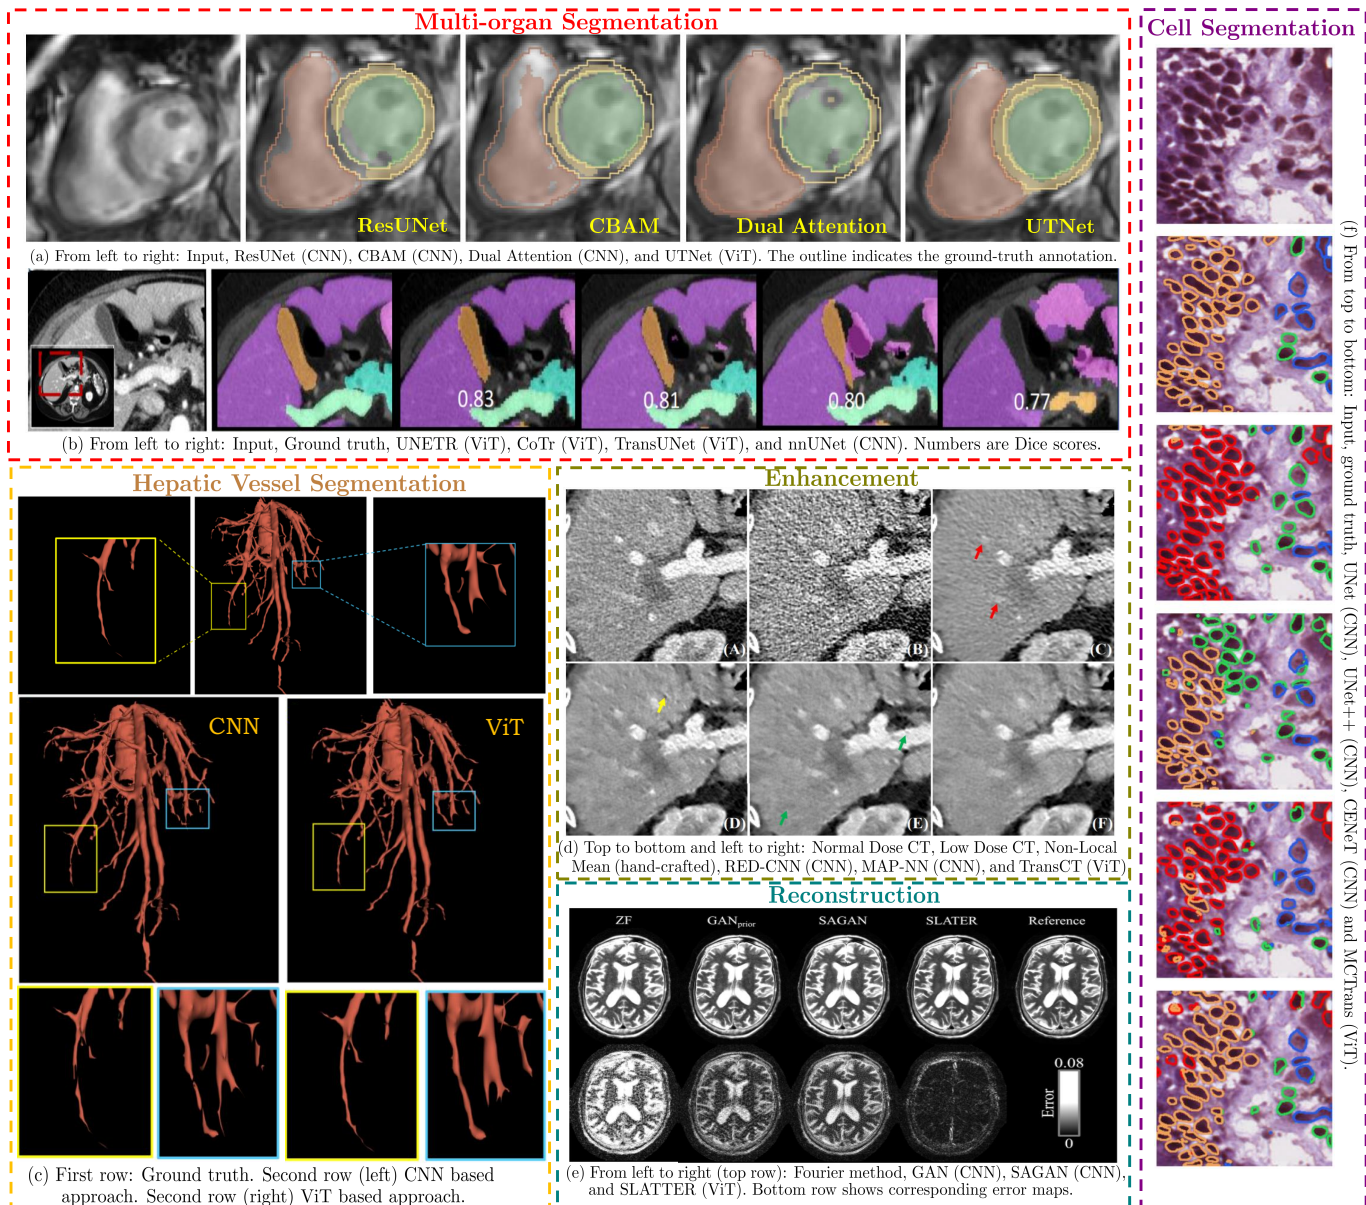 Multi-organ Segmentation
ResUNet
CBAM
Dual Attention
UTNet
(a) From left to right: Input, ResUNet (CNN), CBAM (CNN), Dual Attention (CNN), and UTNet (ViT). The outline indicates the ground-truth annotation.
0.83
0.81
0.80
0.77
(b) From left to right: Input, Ground truth, UNETR (ViT), CoTr (ViT), TransUNet (ViT), and nnUNet (CNN). Numbers are Dice scores.
Hepatic Vessel Segmentation
CNN
ViT
(c) First row: Ground truth. Second row (left) CNN based
approach. Second row (right) ViT based approach.
Enhancement
(A)
(B)
(C)
(D)
(E)
(F)
(d) Top to bottom and left to right: Normal Dose CT, Low Dose CT, Non-Local
Mean (hand-crafted), RED-CNN (CNN), MAP-NN (CNN), and TransCT (ViT)
Reconstruction
ZF
GANprior
SAGAN
SLATER
Reference
0.08
Error
0
(e) From left to right (top row): Fourier method, GAN (CNN), SAGAN (CNN),
and SLATTER (ViT). Bottom row shows corresponding error maps.
Cell Segmentation
(f) From top to bottom: Input, ground truth, UNet (CNN), UNet++ (CNN), CENeT (CNN) and MCTrans (ViT).